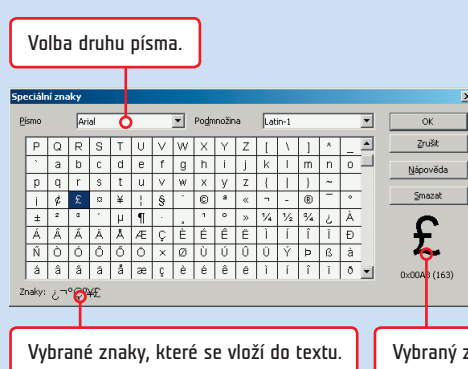 Volba druhu písma.
Speciální znaky
Písmo Arial Podmnožina Latin-1 OK
P Q R S T U V W X Y Z [ \ ] ^ _ Zrušit
` a b c d e f g h i j k l m n o Nápověda
p q r s t u v w x y z { | } ~
¡ ¢ £ ¤ ¥ ¦ § ¨ © ª « ¬ - ® ¯ ° Smazat
± ² ³ ´ µ ¶ · ¸ ¹ º » ¼ ½ ¾ ¿ À
Á Â Ã Ä Å Æ Ç È É Ê Ë Ì Í Î Ï Ð £
Ñ Ò Ó Ô Õ Ö × Ø Ù Ú Û Ü Ý Þ ß à
á â ã ä å æ ç è é ê ë ì í î ï ð 0x00A3 (163)
Znaky: ¿¬°
Vybrané znaky, které se vloží do textu.
Vybraný